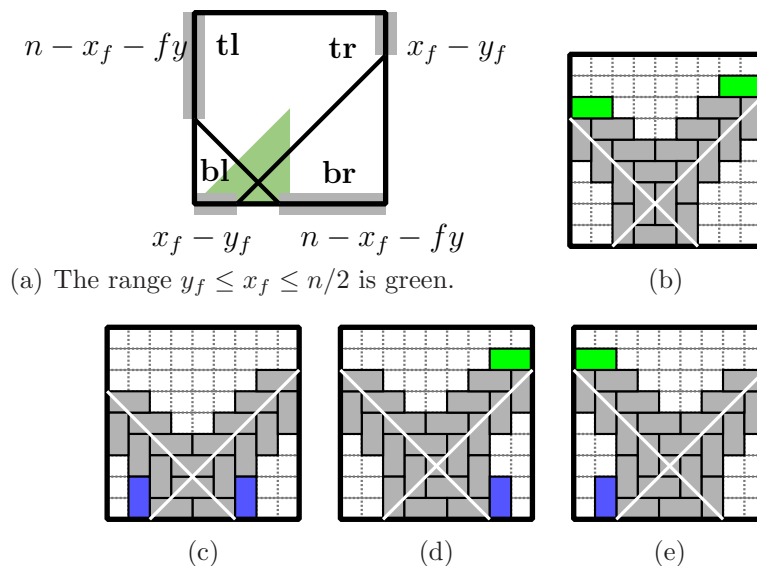 n − x_f − fy
tl
tr
x_f − y_f
bl
br
x_f − y_f
n − x_f − fy
(a) The range y_f ≤ x_f ≤ n/2 is green.
(b)
(c)
(d)
(e)